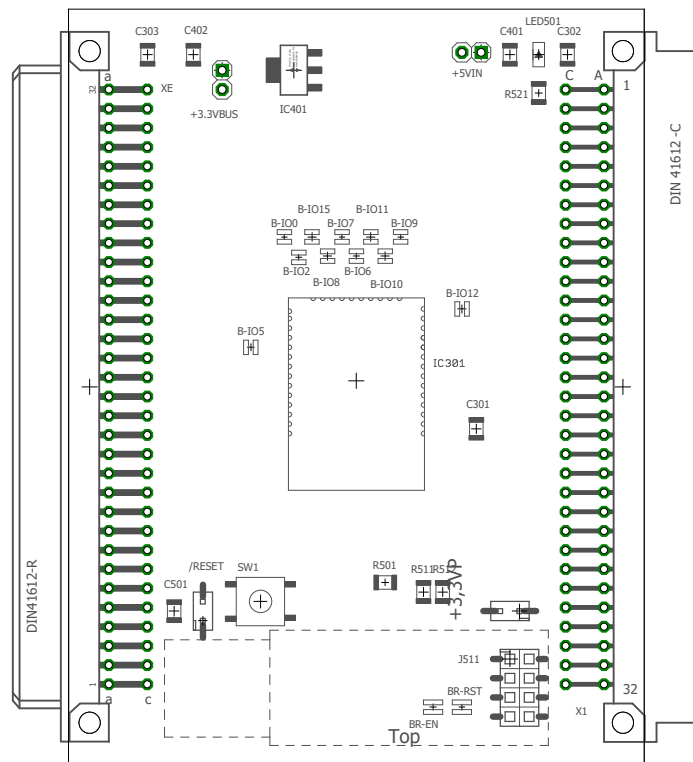 C303
C402
+3.3VBUS
IC401
+5VIN
C401
LED501
C302
R521
a
32
XE
C
A
1
DIN 41612 -C
B-IO15
B-IO11
B-IO0
B-IO7
B-IO9
B-IO2
B-IO6
B-IO8
B-IO10
B-IO12
B-IO5
IC301
C301
DIN41612-R
/RESET
SW1
C501
R501
R511
+3,3VP
J511
1
a
c
BR-RST
BR-EN
Top
X1
32